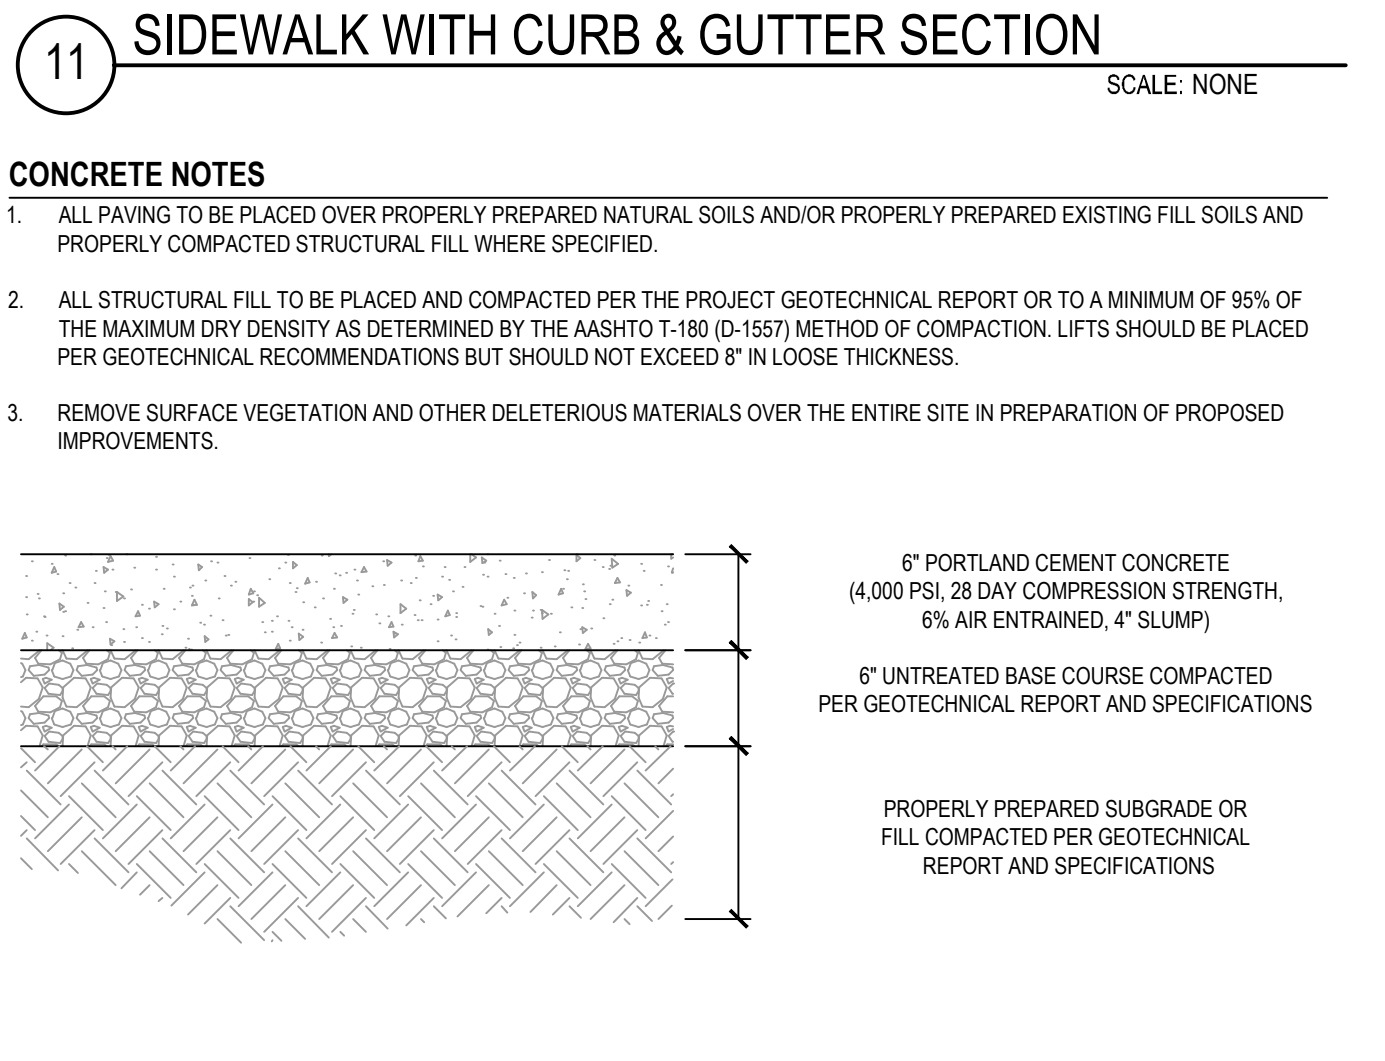 11
SIDEWALK WITH CURB & GUTTER SECTION
SCALE: NONE
CONCRETE NOTES
1. ALL PAVING TO BE PLACED OVER PROPERLY PREPARED NATURAL SOILS AND/OR PROPERLY PREPARED EXISTING FILL SOILS AND
PROPERLY COMPACTED STRUCTURAL FILL WHERE SPECIFIED.
2. ALL STRUCTURAL FILL TO BE PLACED AND COMPACTED PER THE PROJECT GEOTECHNICAL REPORT OR TO A MINIMUM OF 95% OF
THE MAXIMUM DRY DENSITY AS DETERMINED BY THE AASHTO T-180 (D-1557) METHOD OF COMPACTION. LIFTS SHOULD BE PLACED
PER GEOTECHNICAL RECOMMENDATIONS BUT SHOULD NOT EXCEED 8" IN LOOSE THICKNESS.
3. REMOVE SURFACE VEGETATION AND OTHER DELETERIOUS MATERIALS OVER THE ENTIRE SITE IN PREPARATION OF PROPOSED
IMPROVEMENTS.
6" PORTLAND CEMENT CONCRETE
(4,000 PSI, 28 DAY COMPRESSION STRENGTH,
6% AIR ENTRAINED, 4" SLUMP)
6" UNTREATED BASE COURSE COMPACTED
PER GEOTECHNICAL REPORT AND SPECIFICATIONS
PROPERLY PREPARED SUBGRADE OR
FILL COMPACTED PER GEOTECHNICAL
REPORT AND SPECIFICATIONS